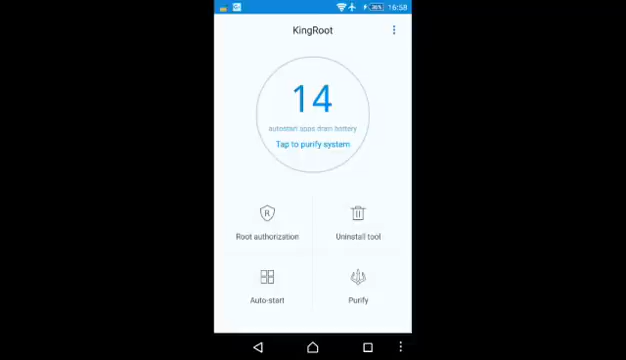 36% 16:58
KingRoot
14
autostart apps drain battery
Tap to purify system
Root authorization
Uninstall tool
Auto-start
Purify